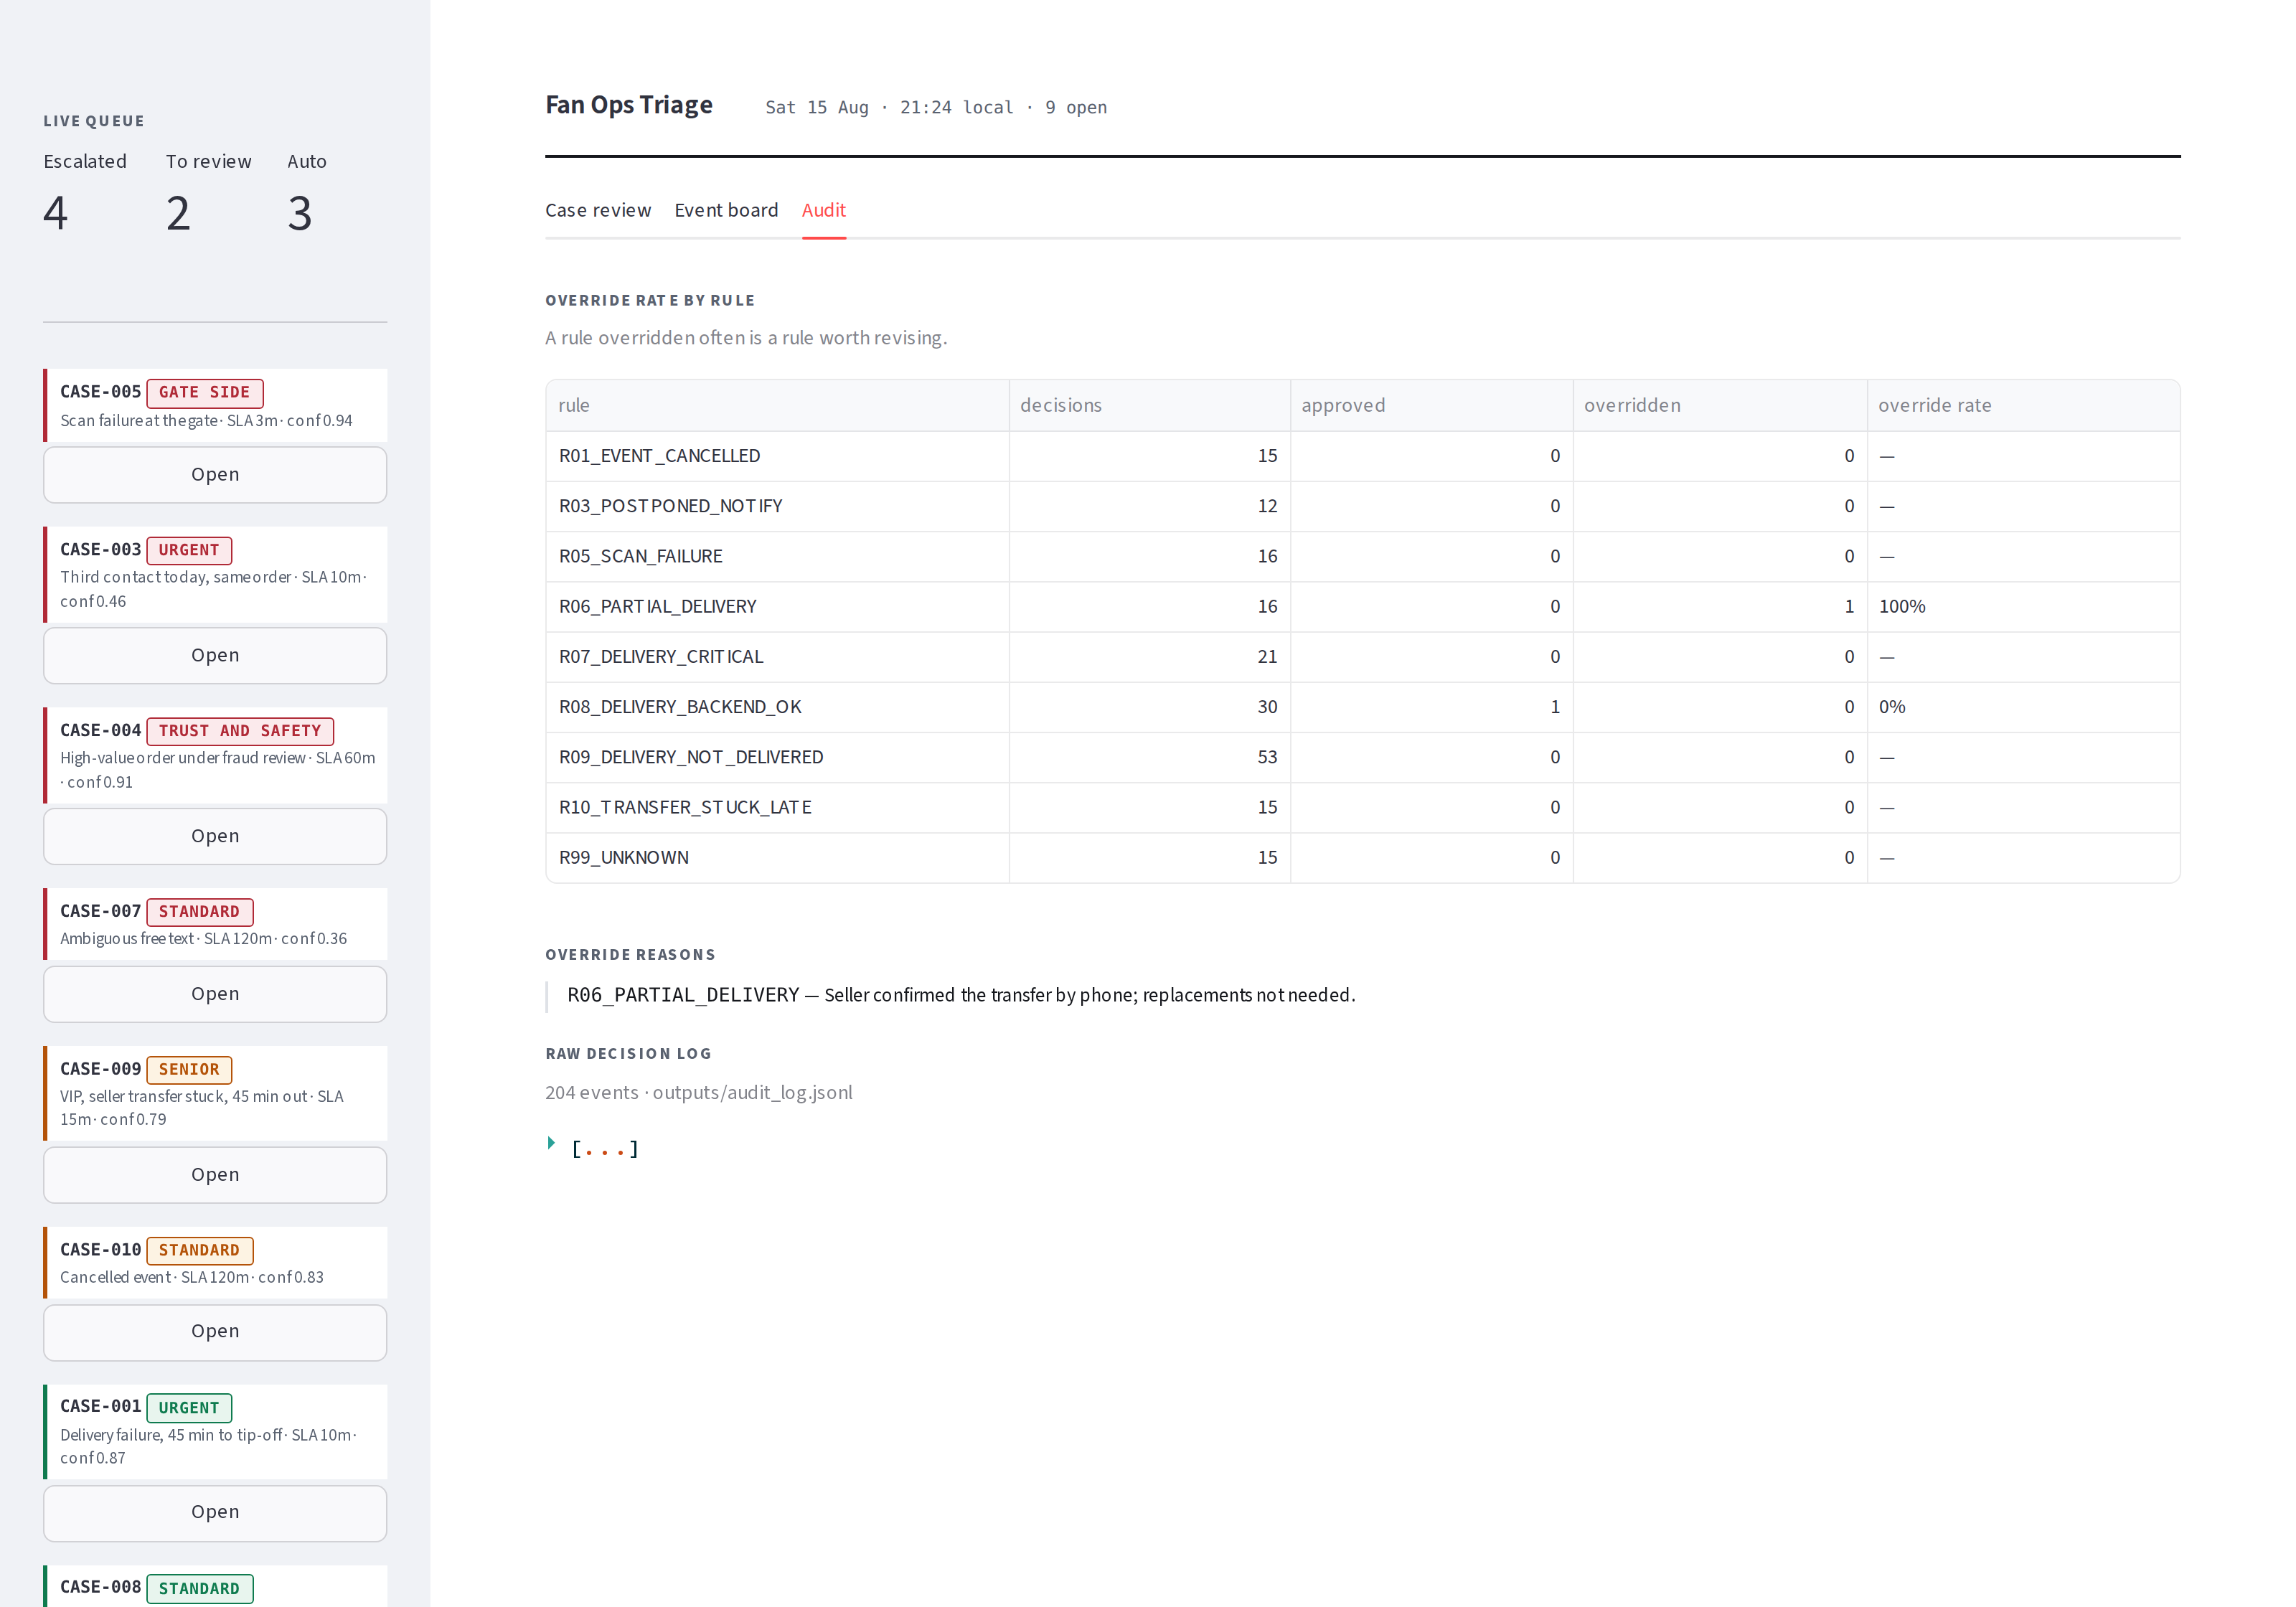 LIVE QUEUE
Escalated To review Auto
4 2 3
CASE-005 GATE SIDE
Scan failure at the gate · SLA 3m · conf 0.94
Open
CASE-003 URGENT
Third contact today, same order · SLA 10m ·
conf 0.46
Open
CASE-004 TRUST AND SAFETY
High-value order under fraud review · SLA 60m
· conf 0.91
Open
CASE-007 STANDARD
Ambiguous free text · SLA 120m · conf 0.36
Open
CASE-009 SENIOR
VIP, seller transfer stuck, 45 min out · SLA
15m · conf 0.79
Open
CASE-010 STANDARD
Cancelled event · SLA 120m · conf 0.83
Open
CASE-001 URGENT
Delivery failure, 45 min to tip-off · SLA 10m ·
conf 0.87
Open
CASE-008 STANDARD
Fan Ops Triage Sat 15 Aug · 21:24 local · 9 open
Case review Event board Audit
OVERRIDE RATE BY RULE
A rule overridden often is a rule worth revising.
rule decisions approved overridden override rate
R01_EVENT_CANCELLED 15 0 0 —
R03_POSTPONED_NOTIFY 12 0 0 —
R05_SCAN_FAILURE 16 0 0 —
R06_PARTIAL_DELIVERY 16 0 1 100%
R07_DELIVERY_CRITICAL 21 0 0 —
R08_DELIVERY_BACKEND_OK 30 1 0 0%
R09_DELIVERY_NOT_DELIVERED 53 0 0 —
R10_TRANSFER_STUCK_LATE 15 0 0 —
R99_UNKNOWN 15 0 0 —
OVERRIDE REASONS
R06_PARTIAL_DELIVERY — Seller confirmed the transfer by phone; replacements not needed.
RAW DECISION LOG
204 events · outputs/audit_log.jsonl
[...]